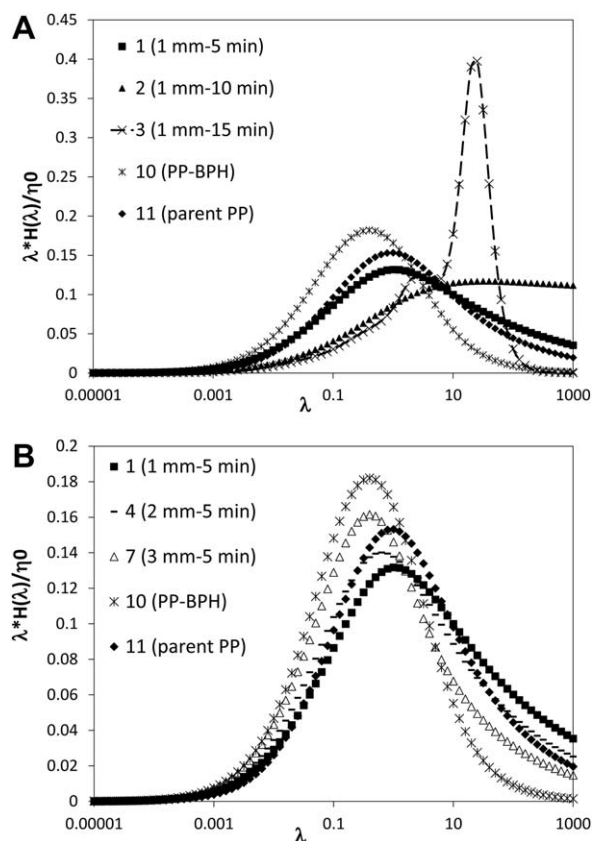 A
0.45
0.4
0.35
0.3
0.25
0.2
0.15
0.1
0.05
0
λ*H(λ)/η0
1 (1 mm-5 min)
2 (1 mm-10 min)
3 (1 mm-15 min)
10 (PP-BPH)
11 (parent PP)
0.00001 0.001 0.1 10 1000
λ
B
0.2
0.18
0.16
0.14
0.12
0.1
0.08
0.06
0.04
0.02
0
λ*H(λ)/η0
1 (1 mm-5 min)
4 (2 mm-5 min)
7 (3 mm-5 min)
10 (PP-BPH)
11 (parent PP)
0.00001 0.001 0.1 10 1000
λ